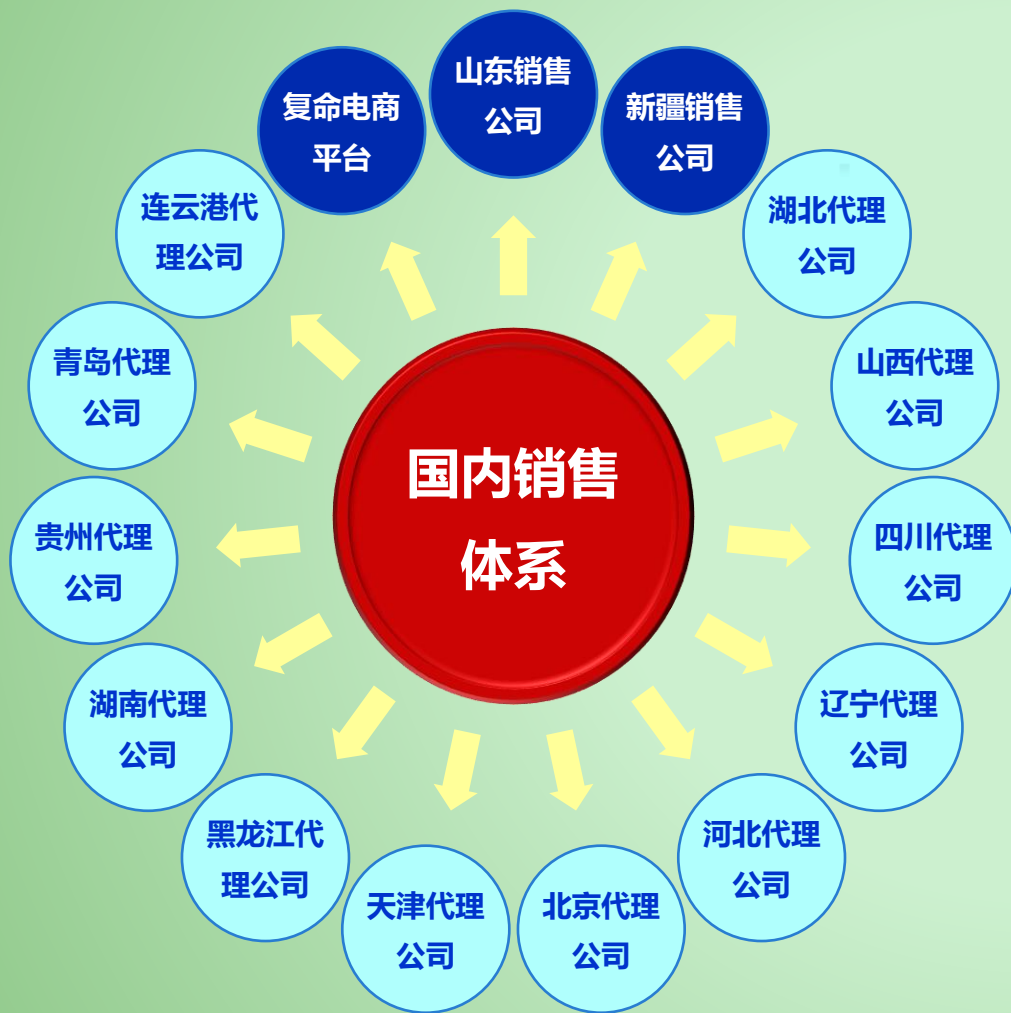 国内销售
体系
山东销售
公司
新疆销售
公司
湖北代理
公司
山西代理
公司
四川代理
公司
辽宁代理
公司
河北代理
公司
北京代理
公司
天津代理
公司
黑龙江代
理公司
湖南代理
公司
贵州代理
公司
青岛代理
公司
连云港代
理公司
复命电商
平台